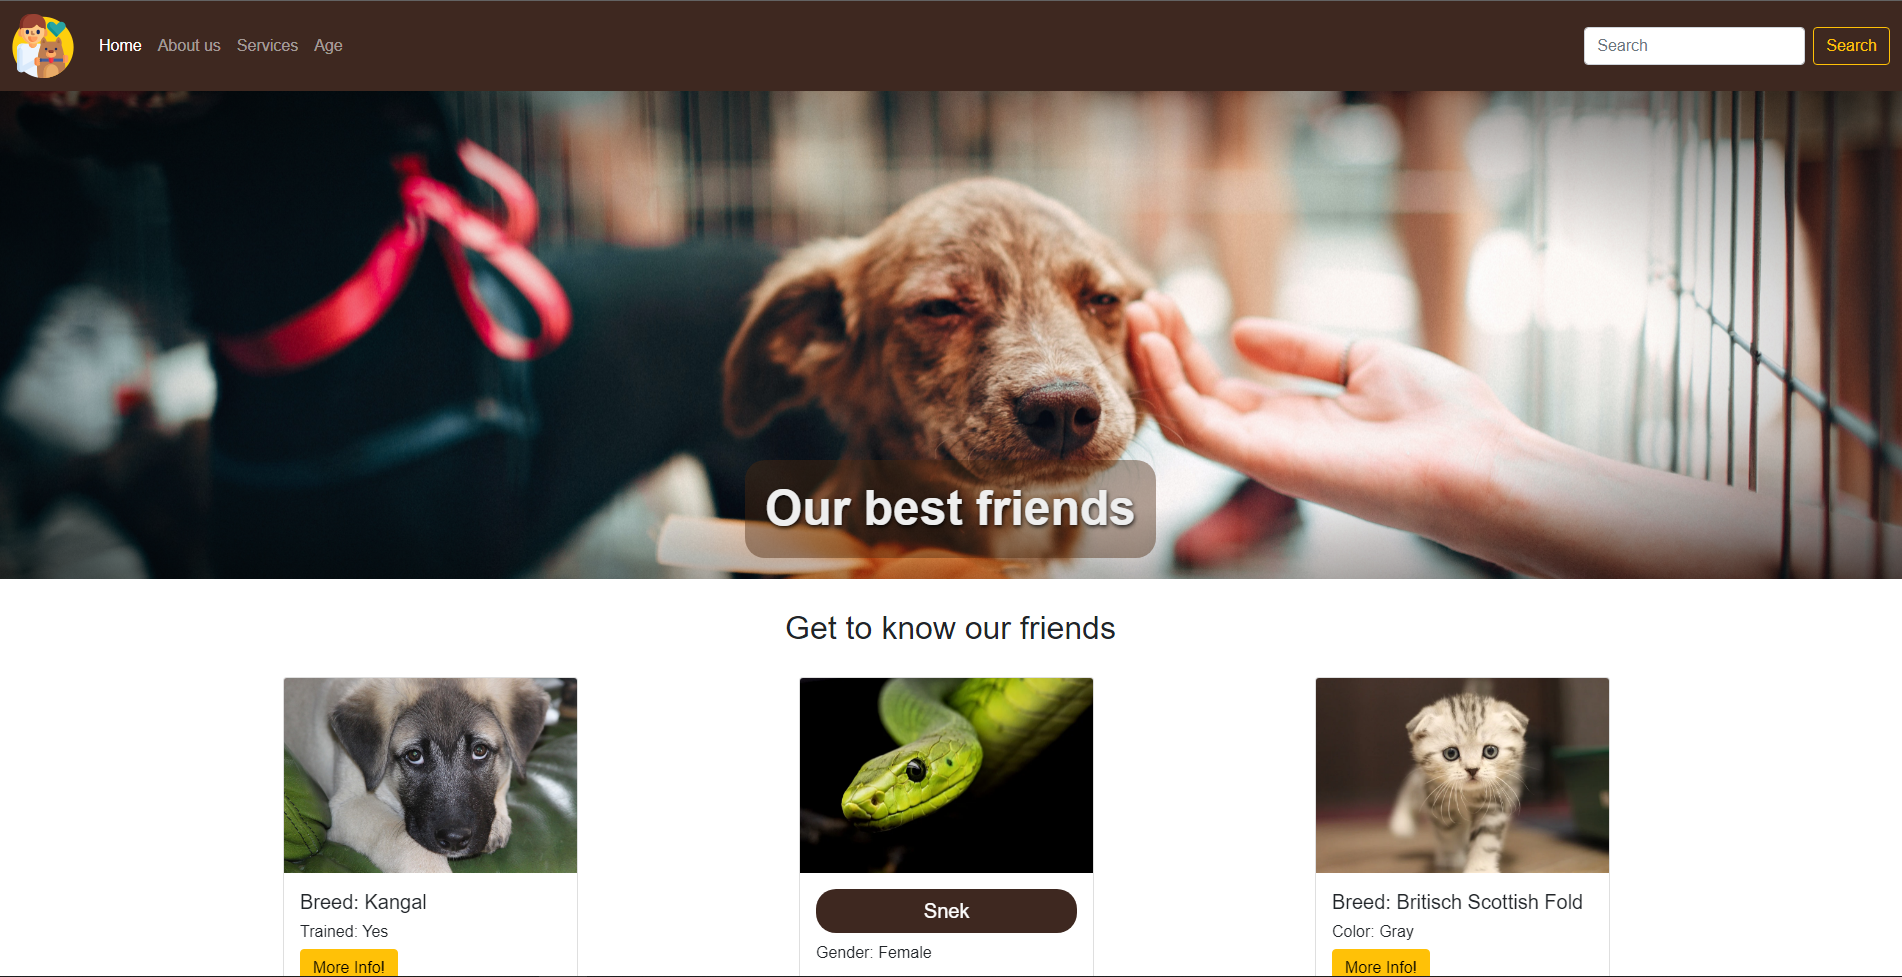 Home About us Services Age Search Search
Our best friends
Get to know our friends
Breed: Kangal
Trained: Yes
More Info!
Snek
Gender: Female
Breed: Britisch Scottish Fold
Color: Gray
More Info!